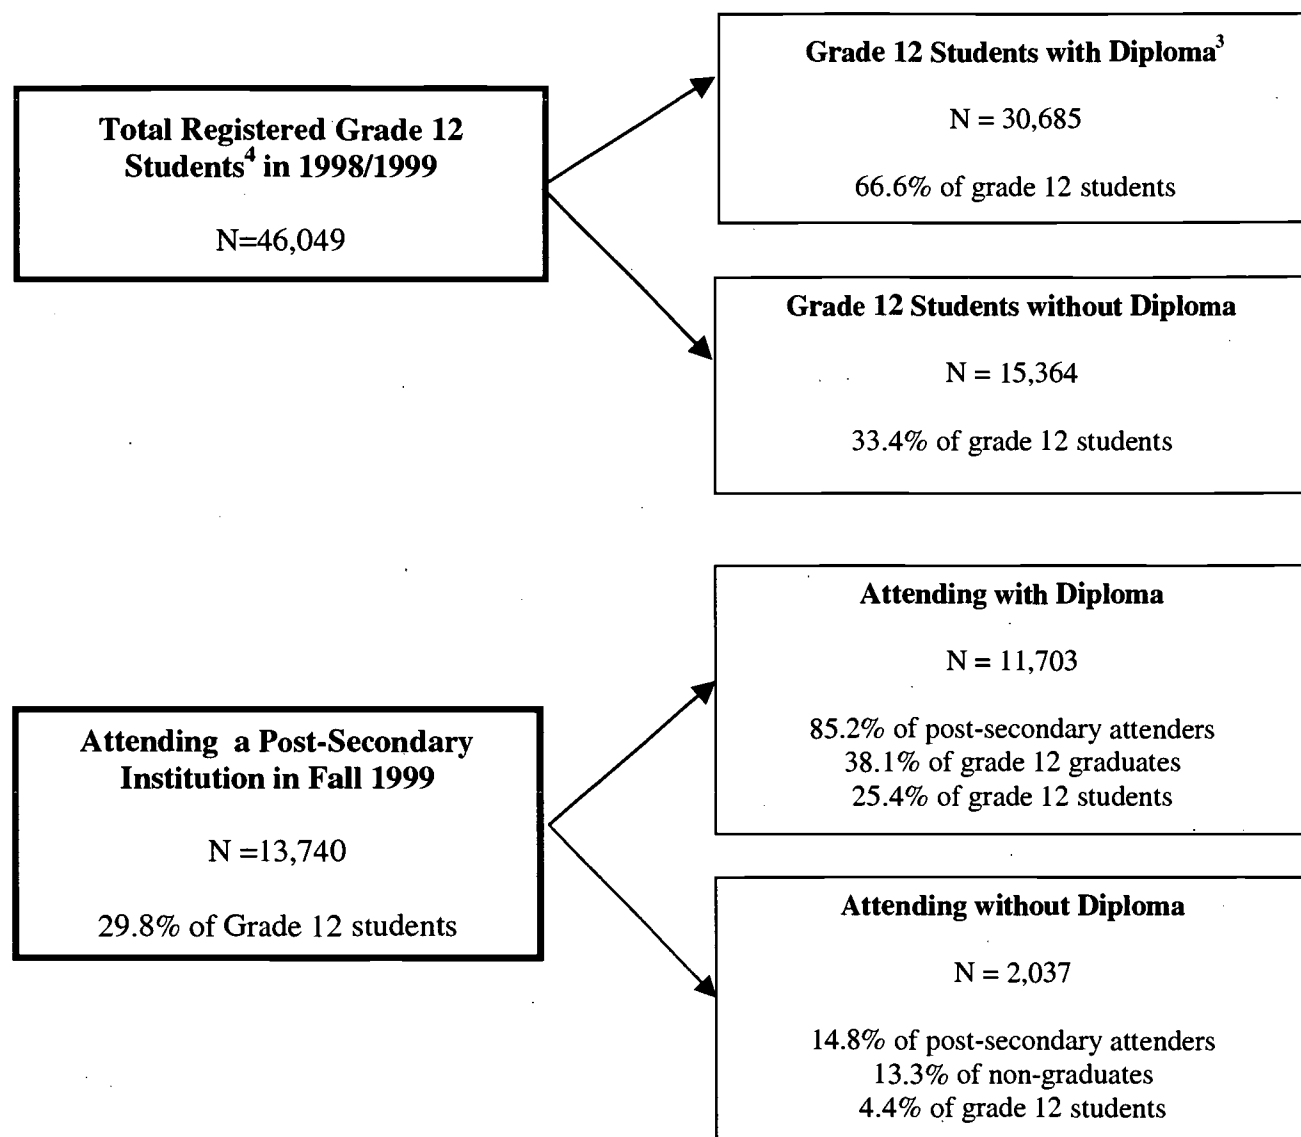 Total Registered Grade 12
Students⁴ in 1998/1999
N=46,049
Grade 12 Students with Diploma³
N = 30,685
66.6% of grade 12 students
Grade 12 Students without Diploma
N = 15,364
33.4% of grade 12 students
Attending a Post-Secondary
Institution in Fall 1999
N =13,740
29.8% of Grade 12 students
Attending with Diploma
N = 11,703
85.2% of post-secondary attenders
38.1% of grade 12 graduates
25.4% of grade 12 students
Attending without Diploma
N = 2,037
14.8% of post-secondary attenders
13.3% of non-graduates
4.4% of grade 12 students